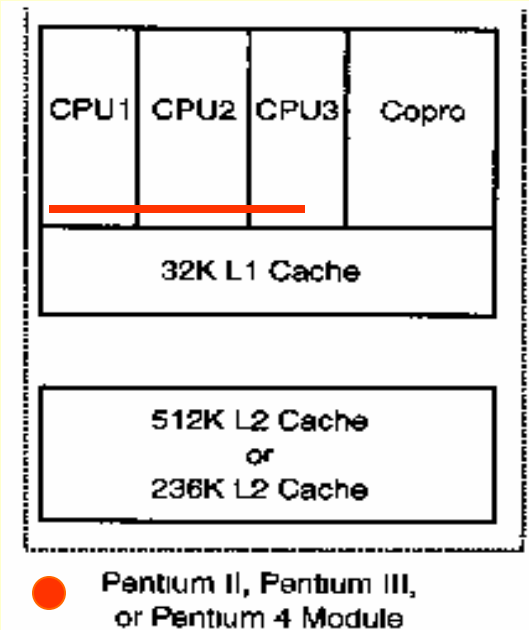 CPU1 CPU2 CPU3 Copro
32K L1 Cache
512K L2 Cache
or
236K L2 Cache
Pentium II, Pentium III,
or Pentium 4 Module